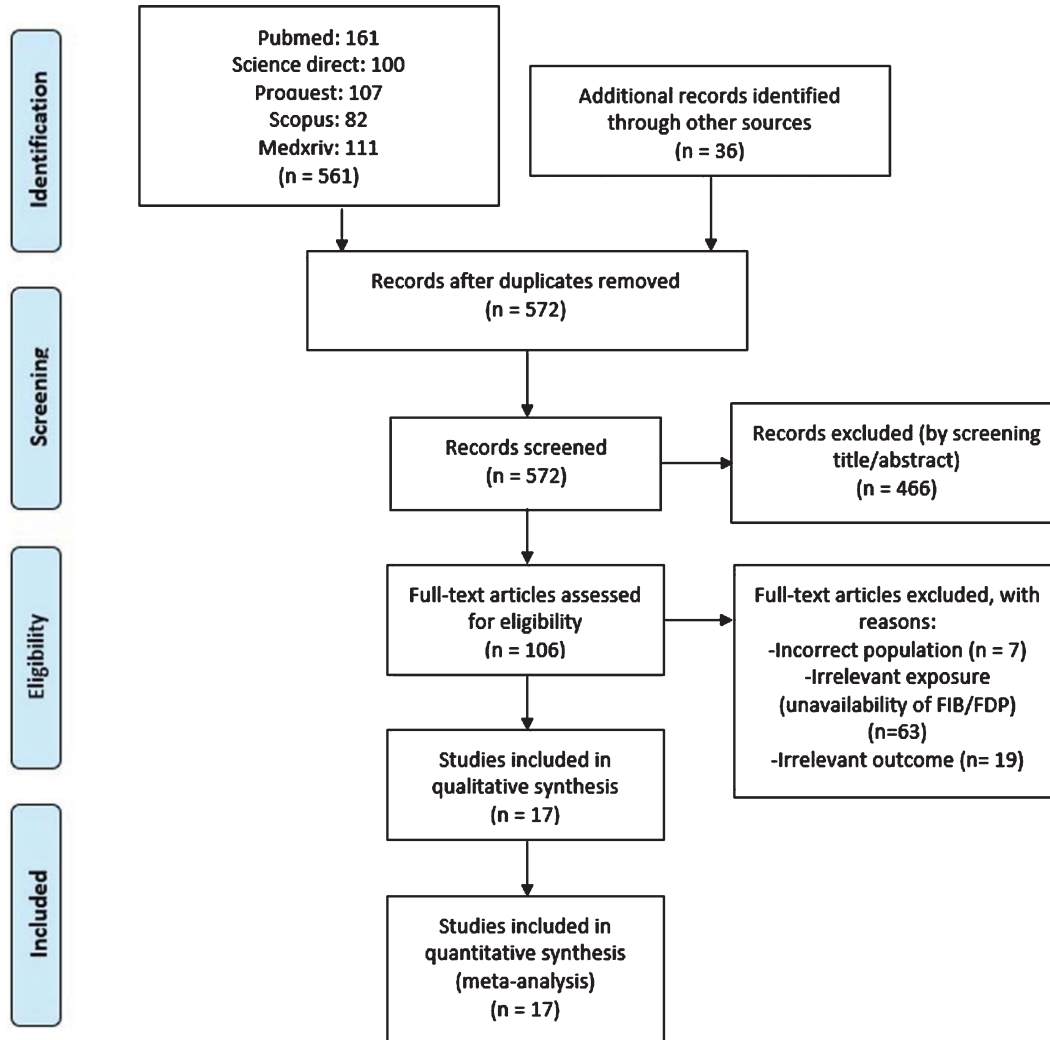 Identification
Pubmed: 161
Science direct: 100
Proquest: 107
Scopus: 82
Medxriv: 111
(n = 561)
Additional records identified
through other sources
(n = 36)
Screening
Records after duplicates removed
(n = 572)
Records screened
(n = 572)
Records excluded (by screening
title/abstract)
(n = 466)
Eligibility
Full-text articles assessed
for eligibility
(n = 106)
Full-text articles excluded, with
reasons:
-Incorrect population (n = 7)
-Irrelevant exposure
(unavailability of FIB/FDP)
(n=63)
-Irrelevant outcome (n= 19)
Studies included in
qualitative synthesis
(n = 17)
Included
Studies included in
quantitative synthesis
(meta-analysis)
(n = 17)